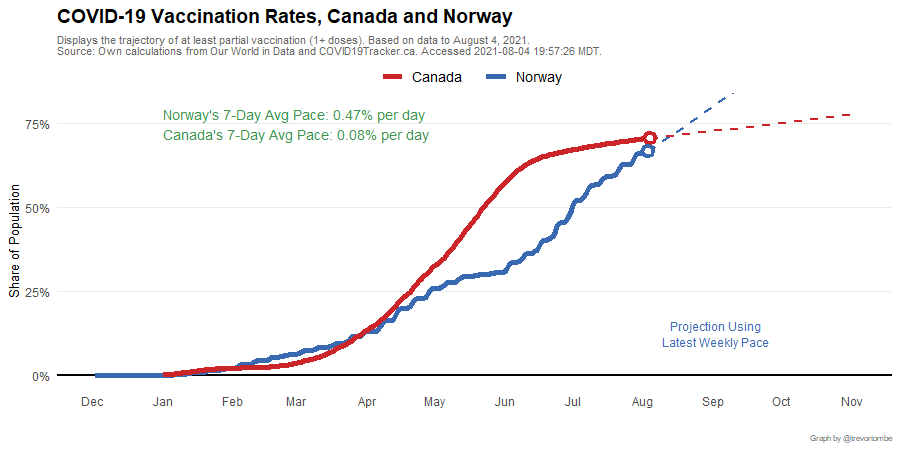 COVID-19 Vaccination Rates, Canada and Norway
Displays the trajectory of at least partial vaccination (1+ doses). Based on data to August 4, 2021.
Source: Own calculations from Our World in Data and COVID19Tracker.ca. Accessed 2021-08-04 19:57:26 MDT.
Canada Norway
Norway's 7-Day Avg Pace: 0.47% per day
Canada's 7-Day Avg Pace: 0.08% per day
75%
50%
25%
0%
Share of Population
Projection Using
Latest Weekly Pace
Dec Jan Feb Mar Apr May Jun Jul Aug Sep Oct Nov
Graph by @trevortombe